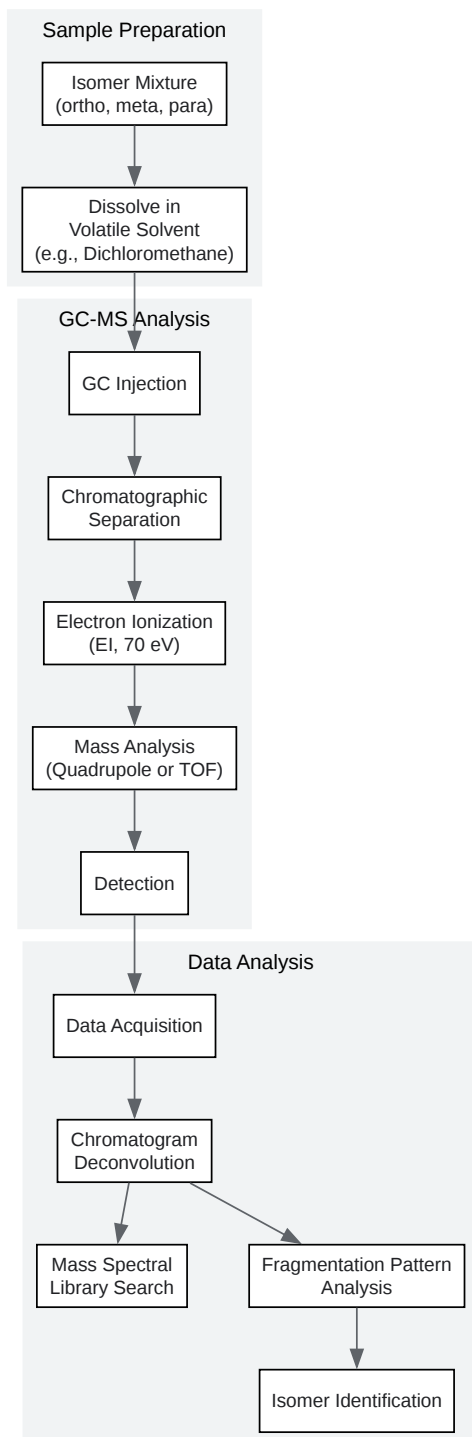 Sample Preparation
Isomer Mixture
(ortho, meta, para)
Dissolve in
Volatile Solvent
(e.g., Dichloromethane)
GC-MS Analysis
GC Injection
Chromatographic
Separation
Electron Ionization
(EI, 70 eV)
Mass Analysis
(Quadrupole or TOF)
Detection
Data Analysis
Data Acquisition
Chromatogram
Deconvolution
Mass Spectral
Library Search
Fragmentation Pattern
Analysis
Isomer Identification